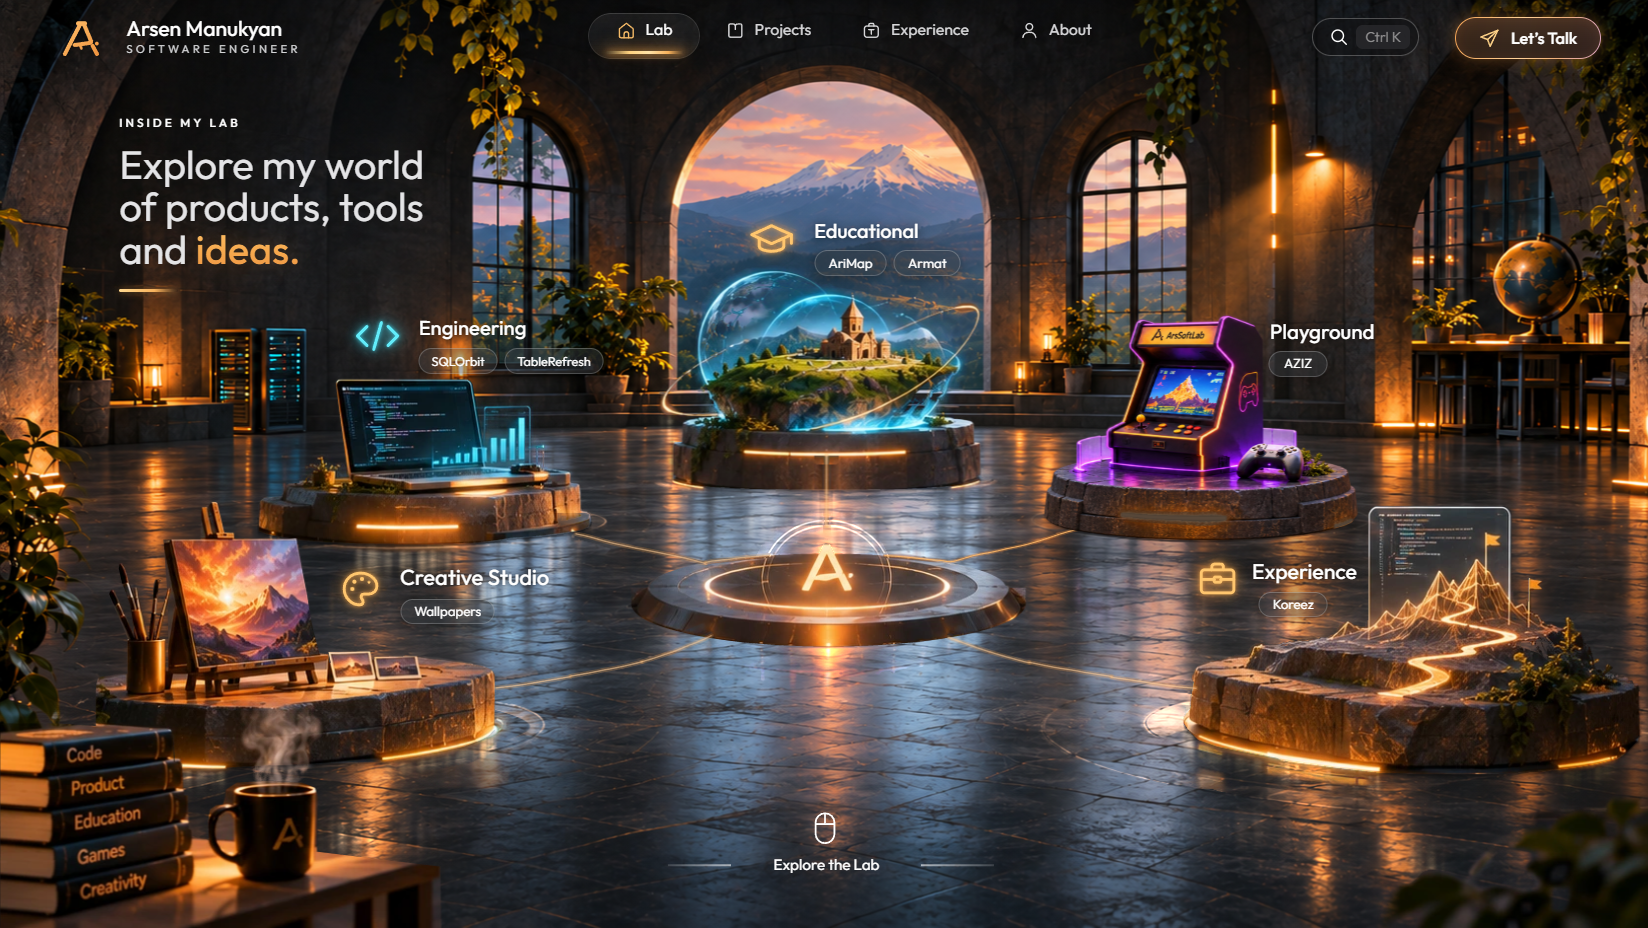 Arsen Manukyan
SOFTWARE ENGINEER
Lab
Projects
Experience
About
Ctrl K
Let's Talk
INSIDE MY LAB
Explore my world
of products, tools
and ideas.
Educational
AriMap
Armat
Engineering
SQLOrbit
TableRefresh
Playground
AZIZ
ArsSoftLab
Creative Studio
Wallpapers
Experience
Koreez
Code
Product
Education
Games
Creativity
Explore the Lab